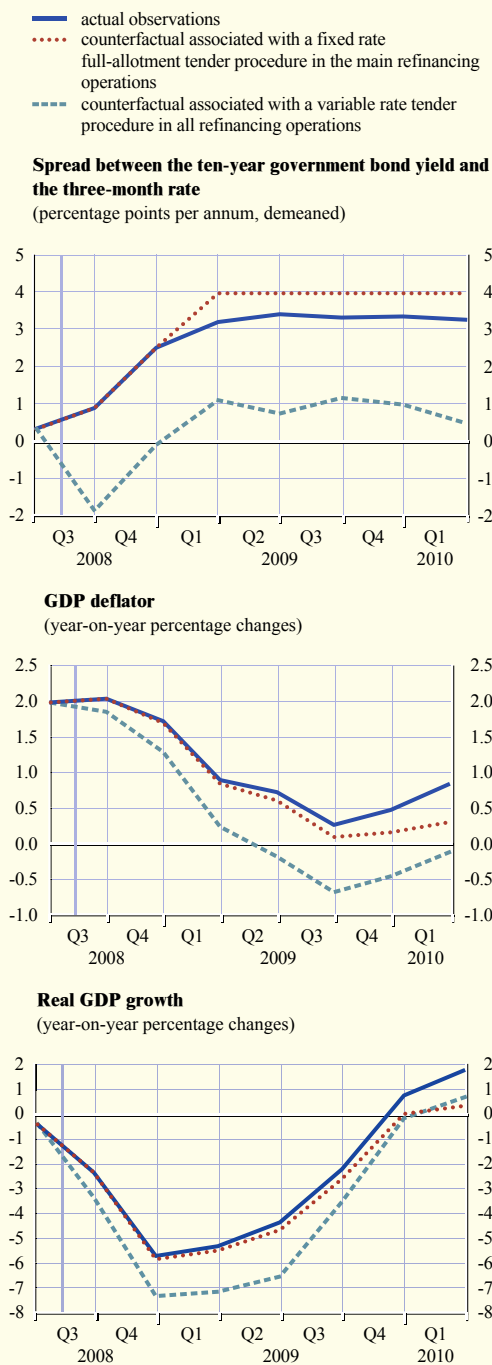 actual observations
counterfactual associated with a fixed rate
full-allotment tender procedure in the main refinancing
operations
counterfactual associated with a variable rate tender
procedure in all refinancing operations
Spread between the ten-year government bond yield and
the three-month rate
(percentage points per annum, demeaned)
5 5
4 4
3 3
2 2
1 1
0 0
-1 -1
-2 -2
Q3 Q4 Q1 Q2 Q3 Q4 Q1
2008 2009 2010
GDP deflator
(year-on-year percentage changes)
2.5 2.5
2.0 2.0
1.5 1.5
1.0 1.0
0.5 0.5
0.0 0.0
-0.5 -0.5
-1.0 -1.0
Q3 Q4 Q1 Q2 Q3 Q4 Q1
2008 2009 2010
Real GDP growth
(year-on-year percentage changes)
2 2
1 1
0 0
-1 -1
-2 -2
-3 -3
-4 -4
-5 -5
-6 -6
-7 -7
-8 -8
Q3 Q4 Q1 Q2 Q3 Q4 Q1
2008 2009 2010